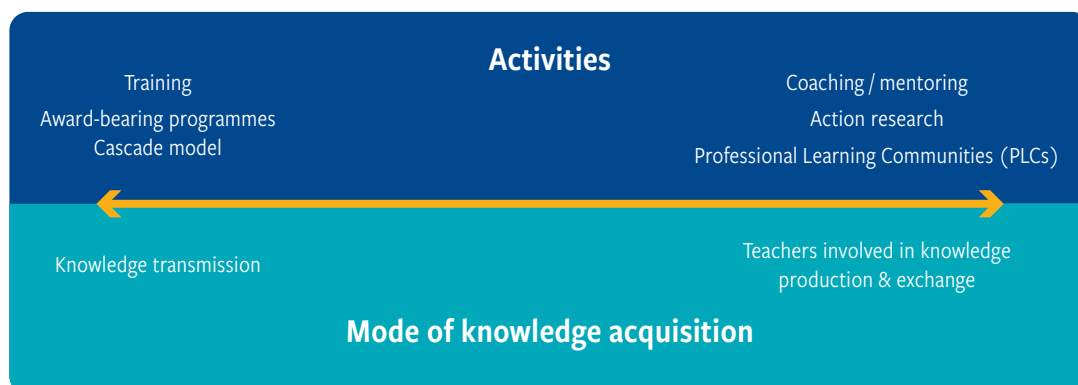 Activities
Training
Award-bearing programmes
Cascade model
Coaching / mentoring
Action research
Professional Learning Communities (PLCs)
Knowledge transmission
Teachers involved in knowledge
production & exchange
Mode of knowledge acquisition